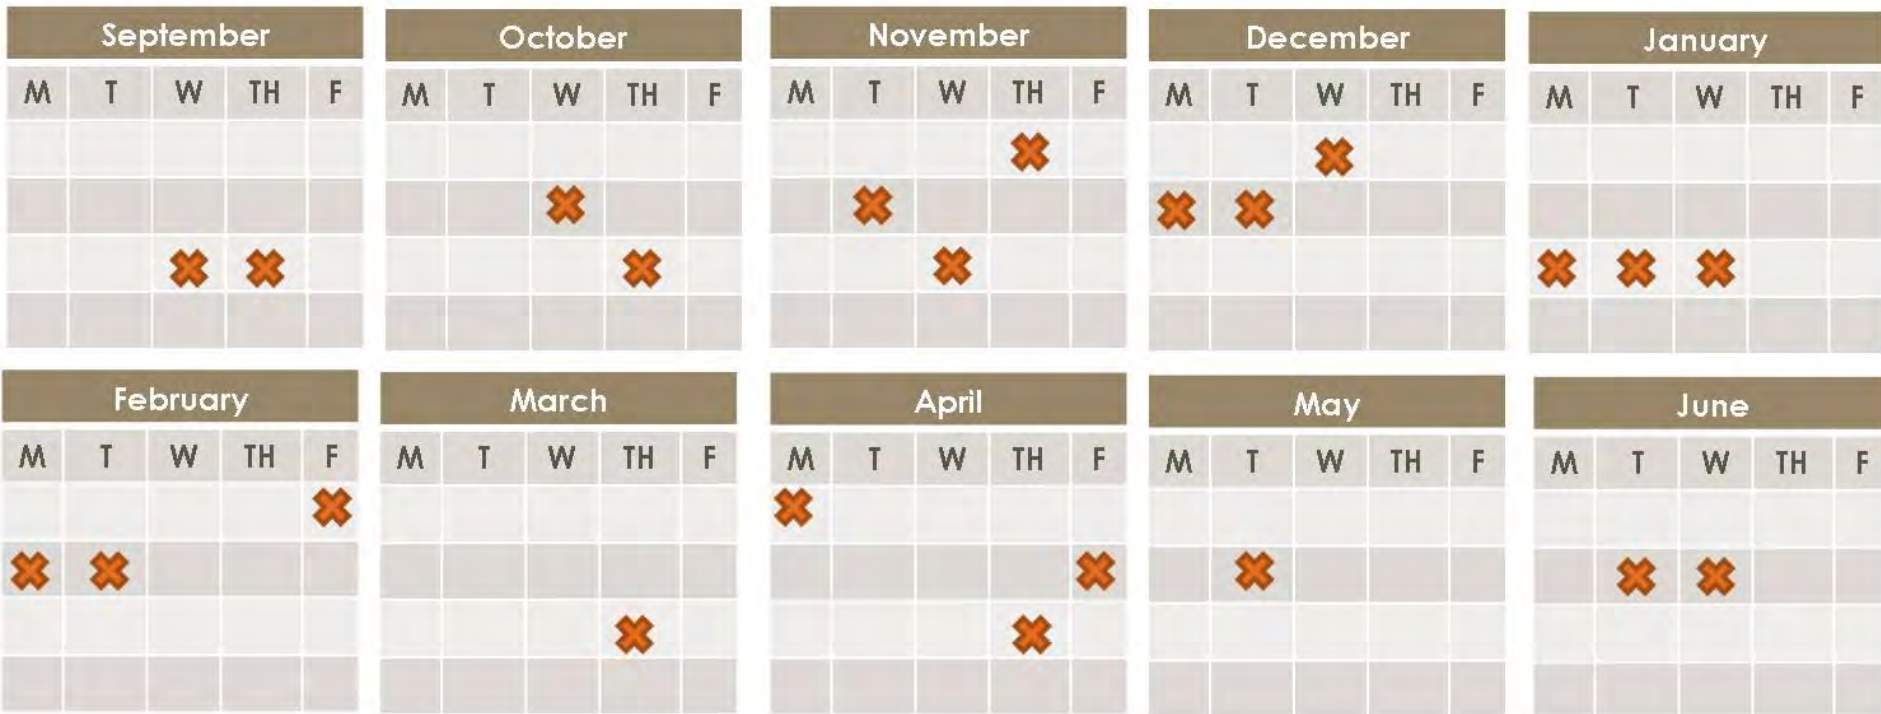 September October November December January
M T W TH F M T W TH F M T W TH F M T W TH F M T W TH F
February March April May June
M T W TH F M T W TH F M T W TH F M T W TH F M T W TH F